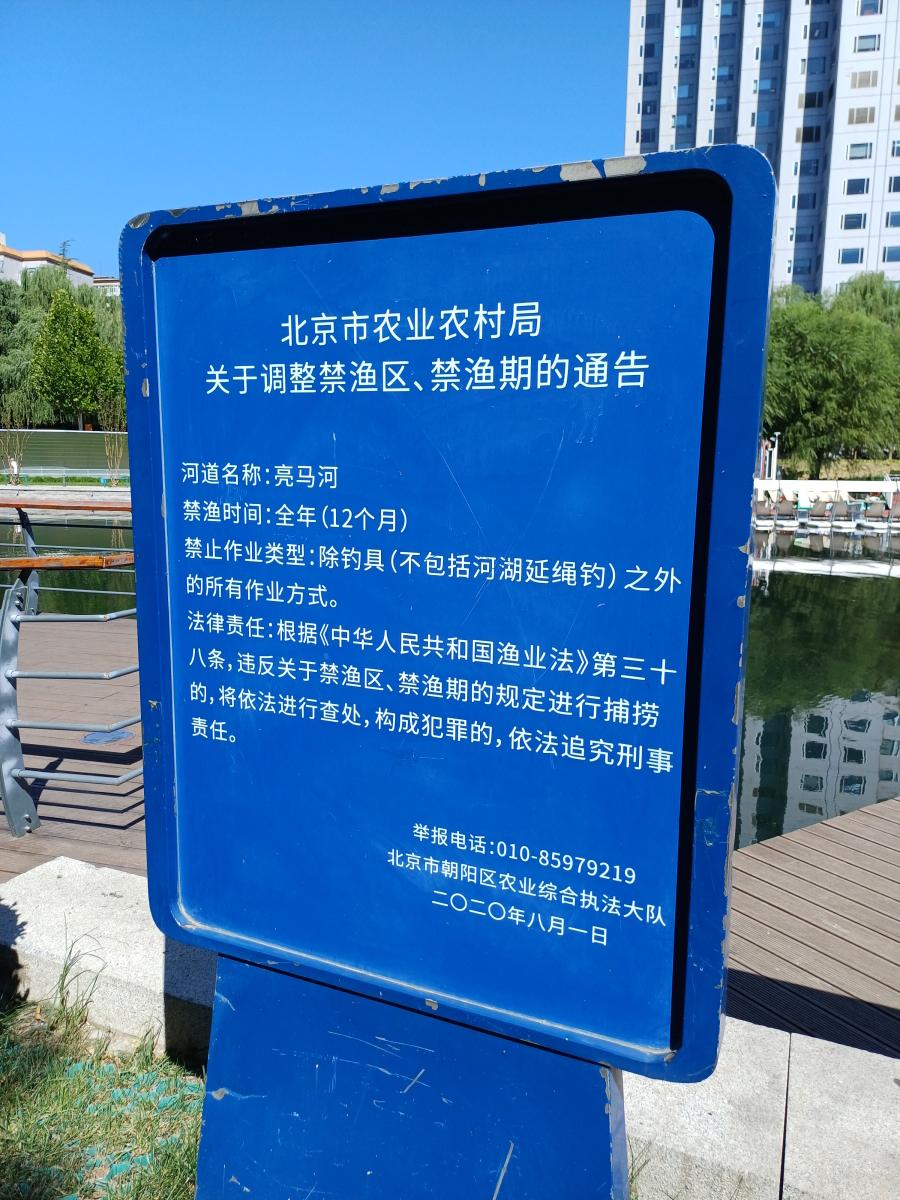 北京市农业农村局
关于调整禁渔区、禁渔期的通告
河道名称:亮马河
禁渔时间:全年(12个月)
禁止作业类型:除钓具(不包括河湖延绳钓)之外
的所有作业方式。
法律责任:根据《中华人民共和国渔业法》第三十
八条,违反关于禁渔区、禁渔期的规定进行捕捞
的,将依法进行查处,构成犯罪的,依法追究刑事
责任。
举报电话:010-85979219
北京市朝阳区农业综合执法大队
二〇二〇年八月一日